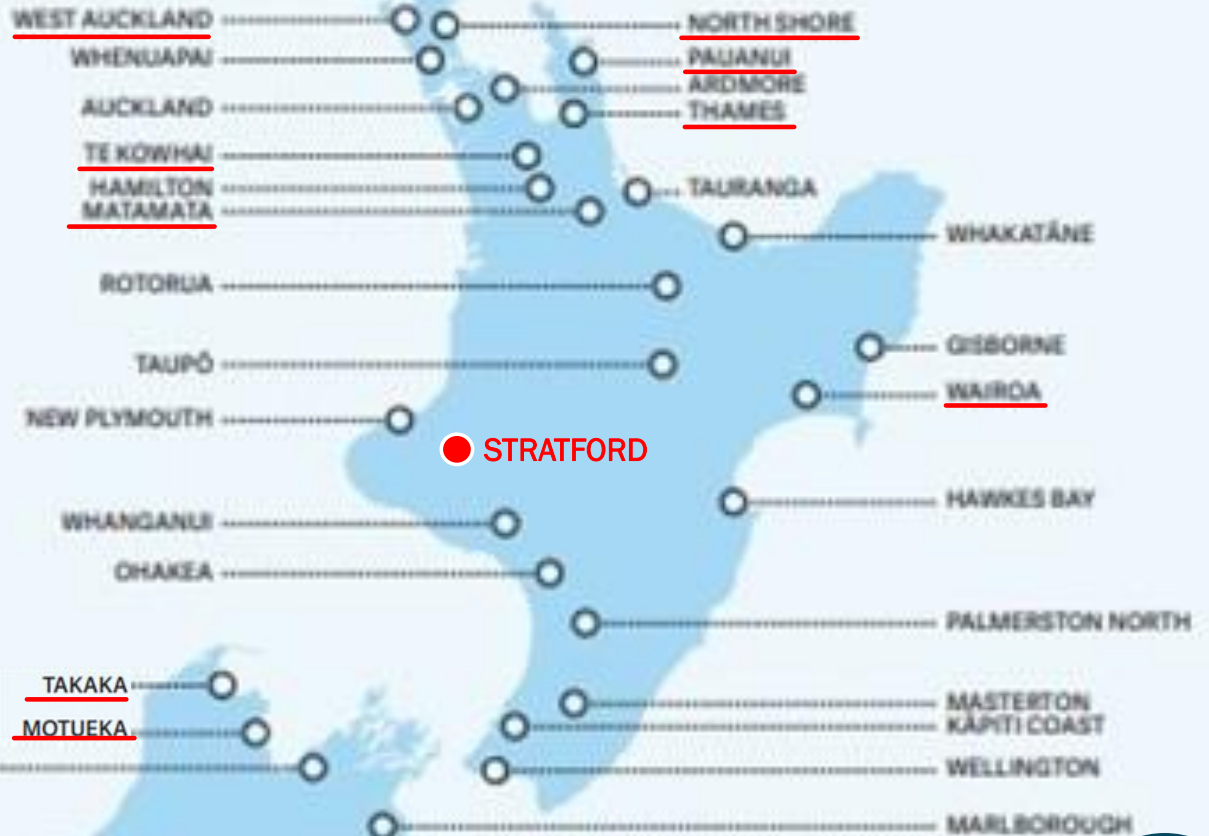 WEST AUCKLAND
NORTH SHORE
WHENUAPAI
PAUANUI
ARDMORE
AUCKLAND
THAMES
TE KOWHAI
HAMILTON
TAURANGA
MATAMATA
WHAKATĀNE
ROTORUA
GISBORNE
TAUPŌ
WAIROA
NEW PLYMOUTH
STRATFORD
HAWKES BAY
WHANGANUI
OHAKEA
PALMERSTON NORTH
TAKAKA
MASTERTON
KĀPITI COAST
MOTUEKA
WELLINGTON
MARLBOROUGH